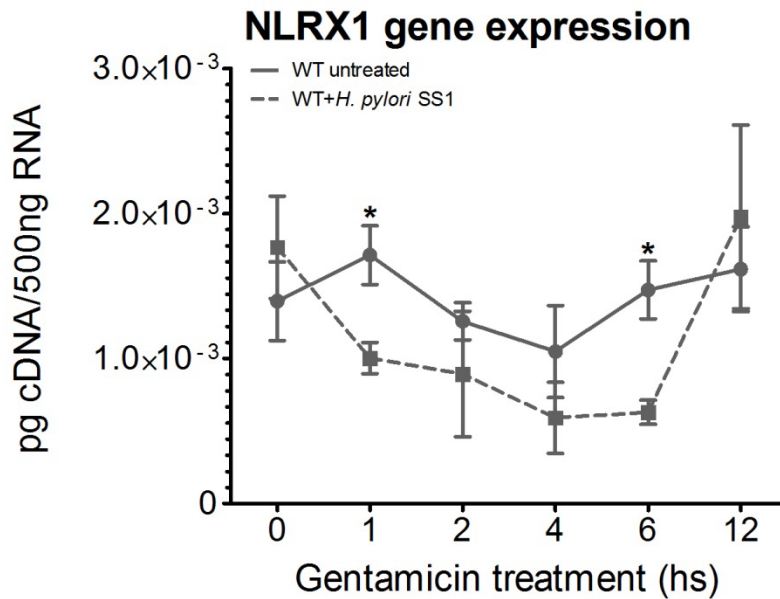 NLRX1 gene expression
WT untreated
WT+H. pylori SS1
pg cDNA/500ng RNA
3.0×10⁻³
2.0×10⁻³
1.0×10⁻³
0
*
*
0 1 2 4 6 12
Gentamicin treatment (hs)